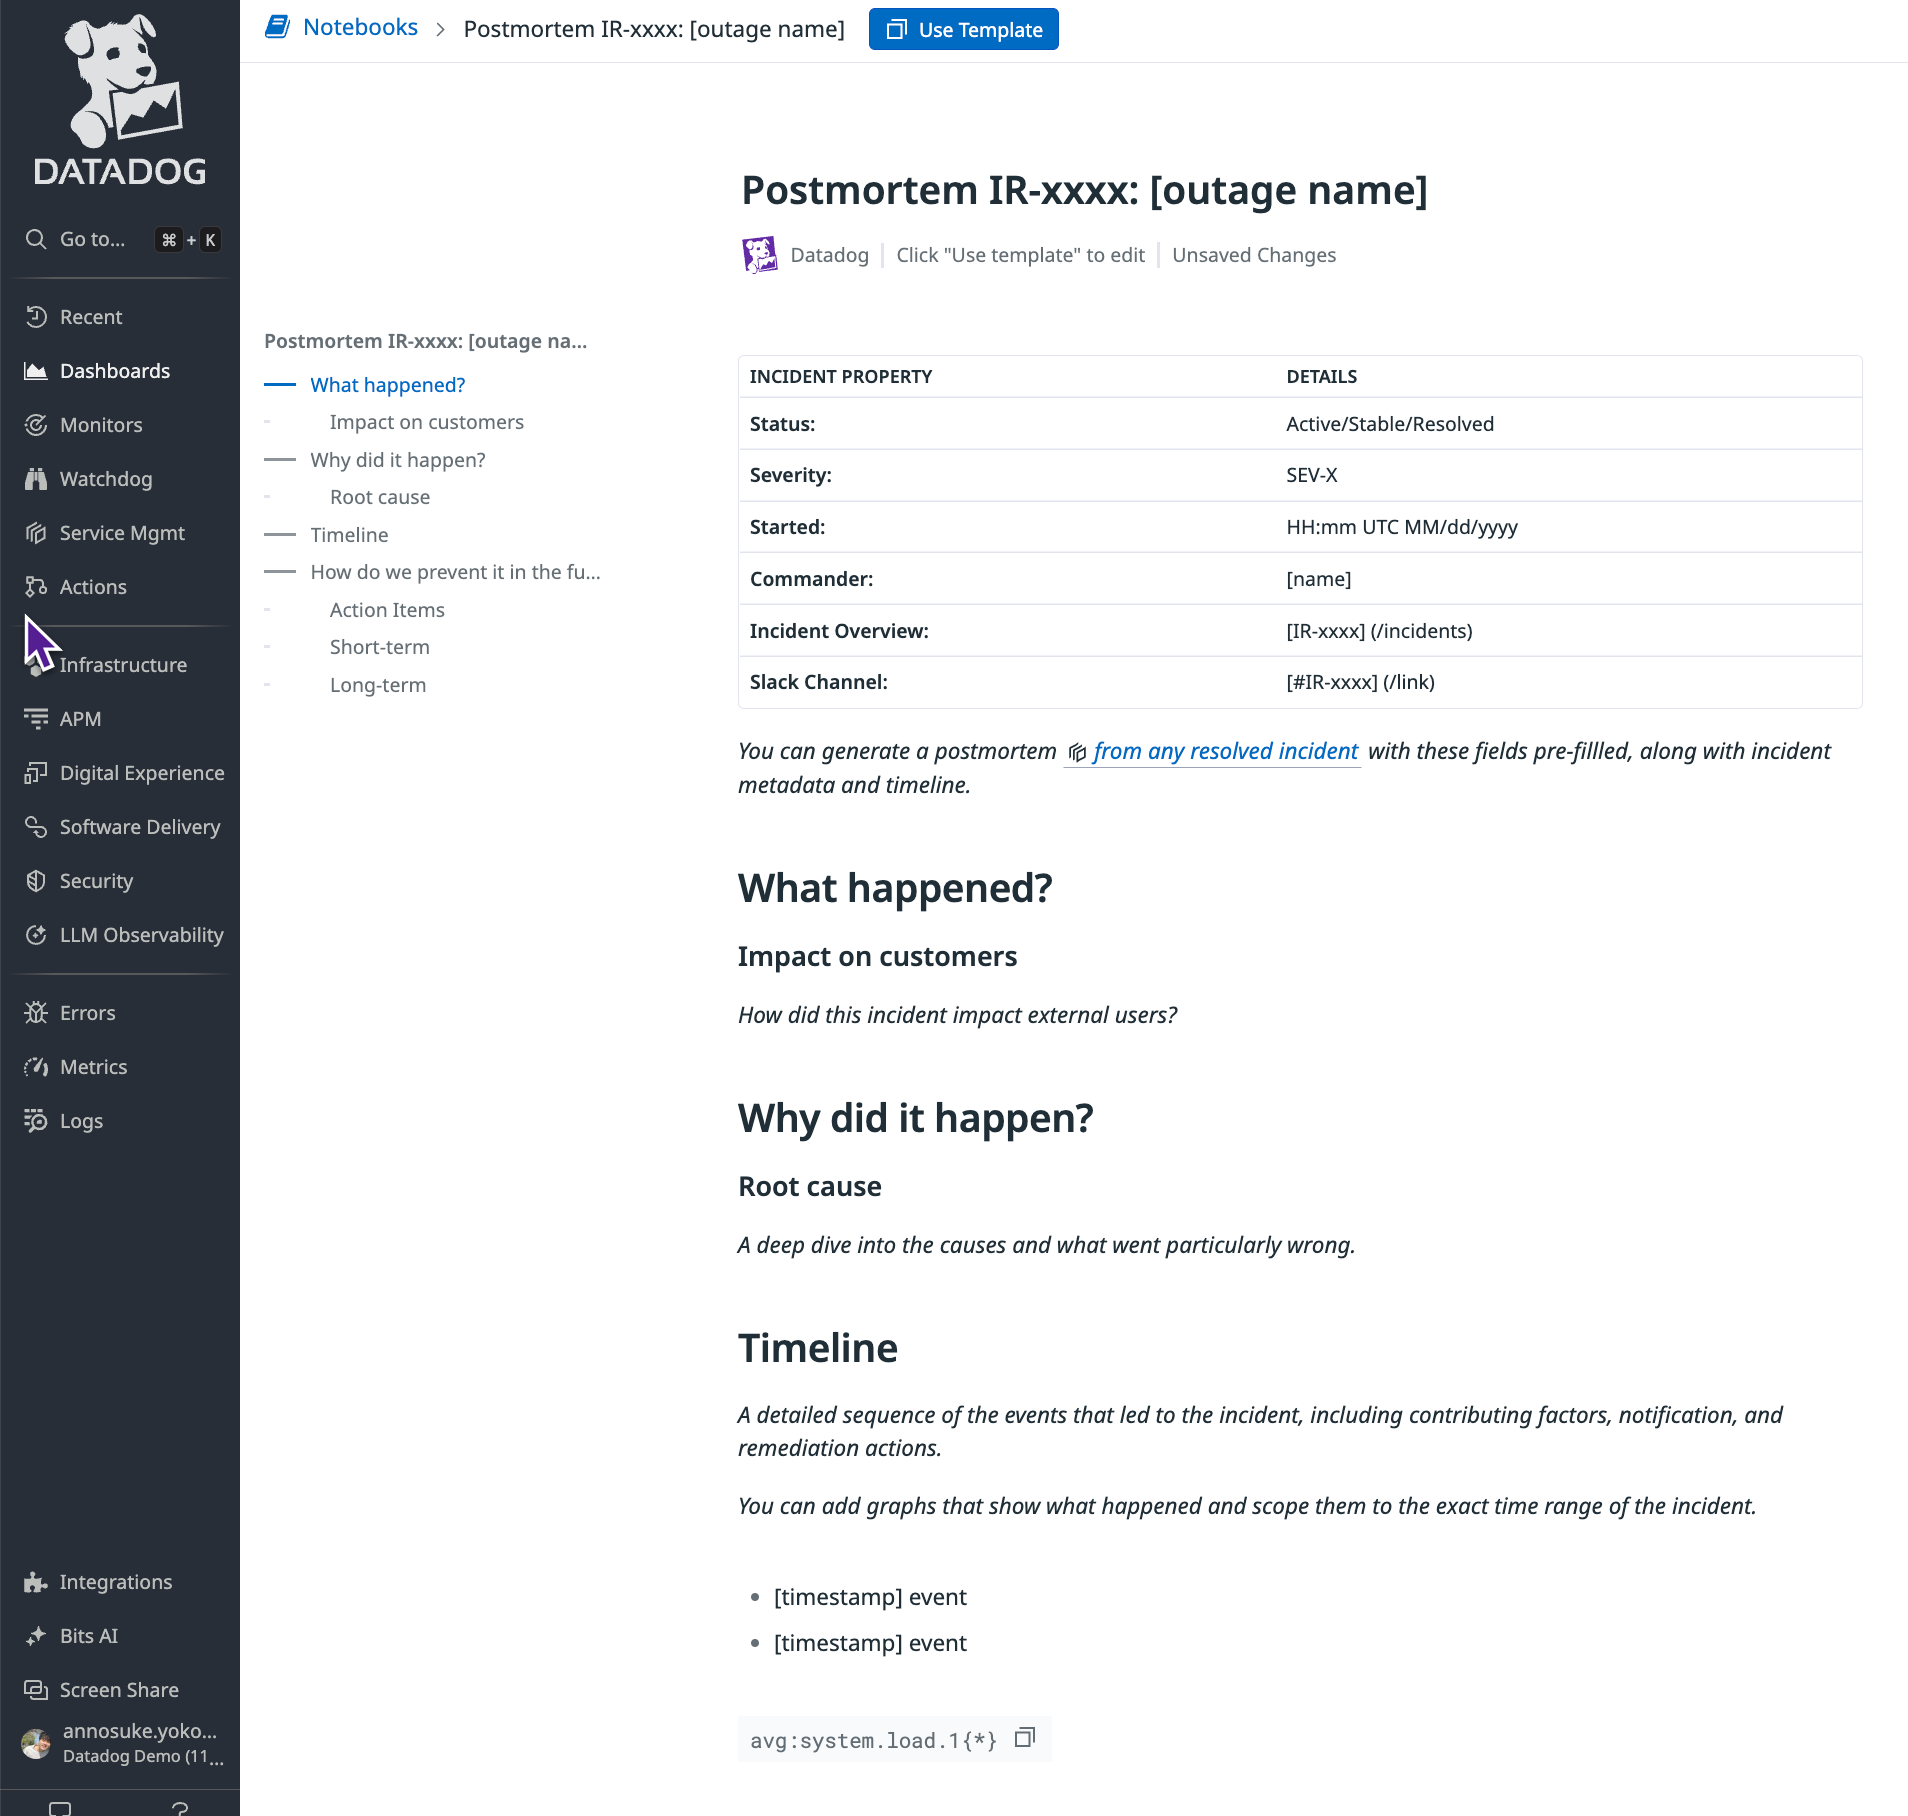 DATADOG
Go to... ⌘ + K
Recent
Dashboards
Monitors
Watchdog
Service Mgmt
Actions
Infrastructure
APM
Digital Experience
Software Delivery
Security
LLM Observability
Errors
Metrics
Logs
Integrations
Bits AI
Screen Share
annosuke.yoko...
Datadog Demo (11...
Notebooks > Postmortem IR-xxxx: [outage name] Use Template
Postmortem IR-xxxx: [outage na...
What happened?
Impact on customers
Why did it happen?
Root cause
Timeline
How do we prevent it in the fu...
Action Items
Short-term
Long-term
Postmortem IR-xxxx: [outage name]
Datadog | Click "Use template" to edit | Unsaved Changes
INCIDENT PROPERTY DETAILS
Status: Active/Stable/Resolved
Severity: SEV-X
Started: HH:mm UTC MM/dd/yyyy
Commander: [name]
Incident Overview: [IR-xxxx] (/incidents)
Slack Channel: [#IR-xxxx] (/link)
You can generate a postmortem from any resolved incident with these fields pre-fillled, along with incident
metadata and timeline.
What happened?
Impact on customers
How did this incident impact external users?
Why did it happen?
Root cause
A deep dive into the causes and what went particularly wrong.
Timeline
A detailed sequence of the events that led to the incident, including contributing factors, notification, and
remediation actions.
You can add graphs that show what happened and scope them to the exact time range of the incident.
• [timestamp] event
• [timestamp] event
avg:system.load.1{*}